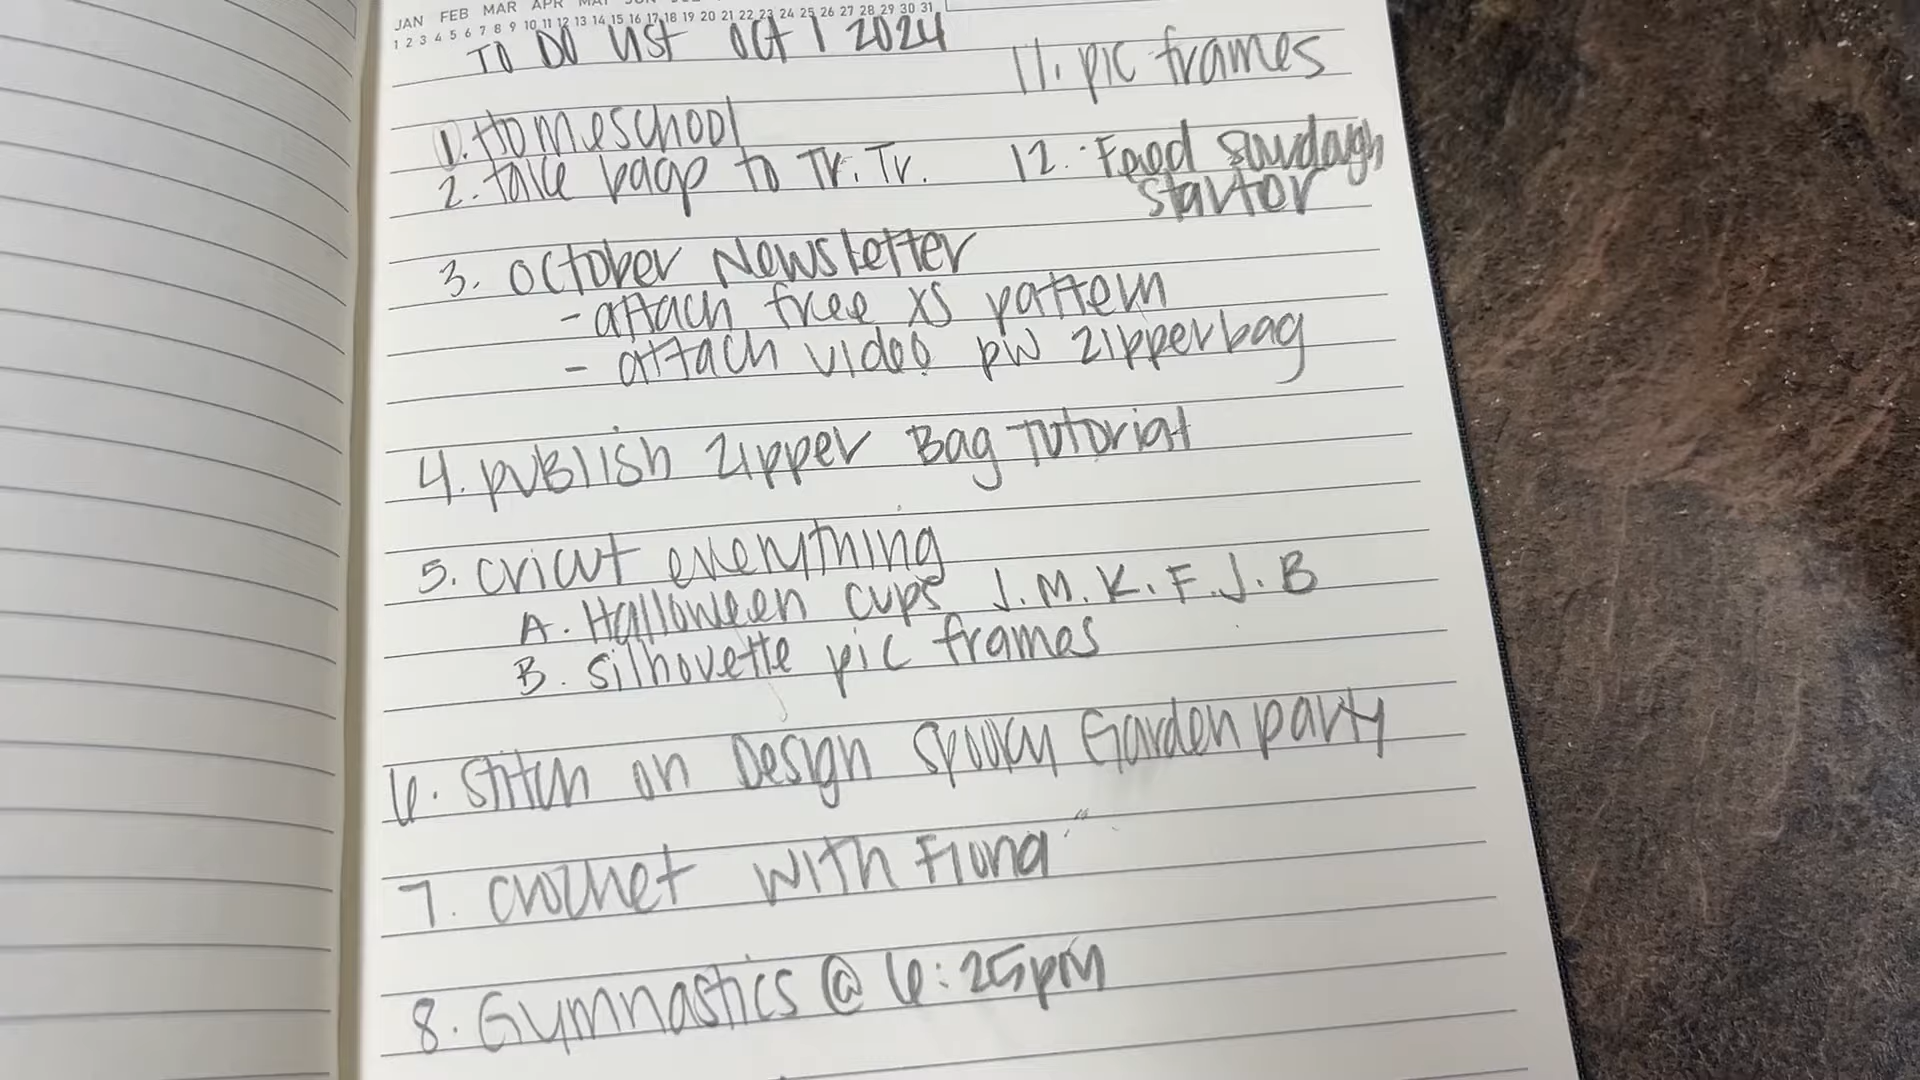 JAN FEB MAR APR MAY JUN
1 2 3 4 5 6 7 8 9 10 11 12 13 14 15 16 17 18 19 20 21 22 23 24 25 26 27 28 29 30 31
TO DO LIST OCT 1 2024
1. Homeschool
2. take bags to Tr. Tr.
3. October Newsletter
- attach free XS pattern
- attach video pw zipperbag
4. PUBlish Zipper Bag Tutorial
5. cricut everything
A. Halloween cups J.M.K.F.J.B
B. silhouette pic frames
6. Stitch on Design Spooky Garden party
7. crochet with Fiona
8. Gymnastics @ 6:25pm
11. pic frames
12. Feed Sourdough
Starter